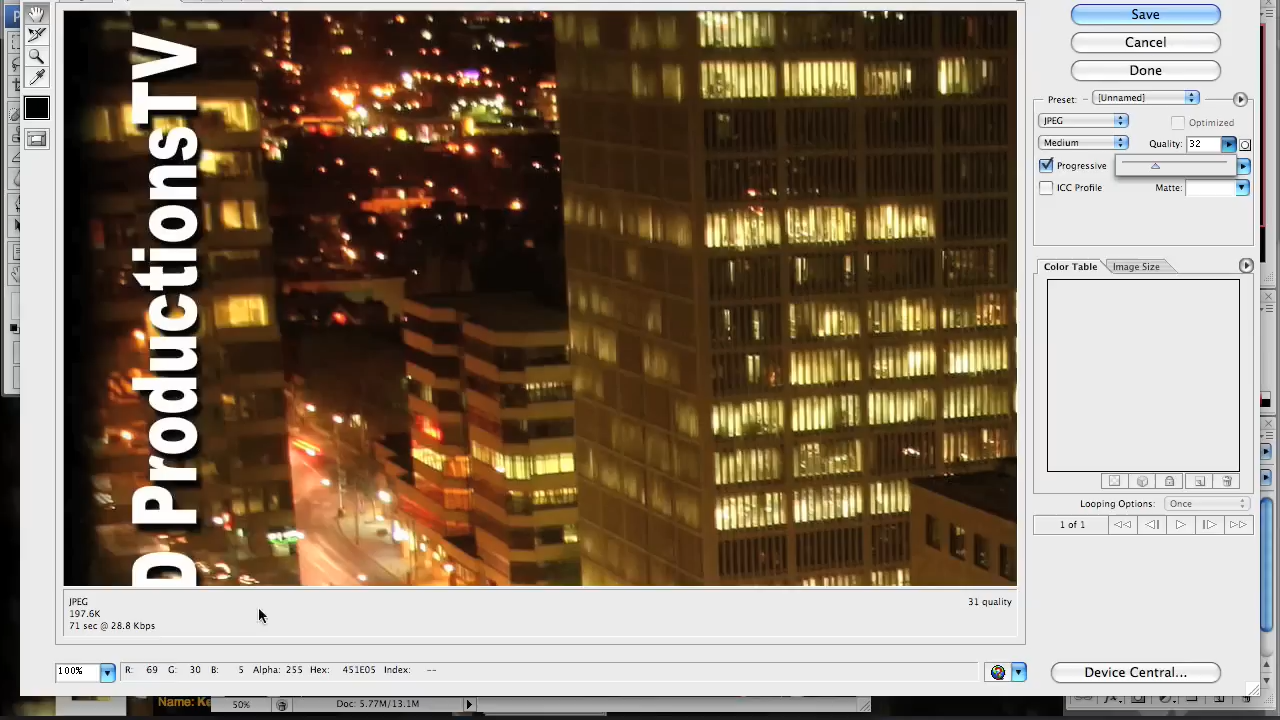 D ProductionsTV
Save
Cancel
Done
Preset:
[Unnamed]
JPEG
Optimized
Medium
Quality: 32
Progressive
ICC Profile
Matte:
Color Table
Image Size
Looping Options: Once
1 of 1
JPEG
197.6K
71 sec @ 28.8 Kbps
31 quality
100%
R: 69 G: 30 B: 5 Alpha: 255 Hex: 451E05 Index: --
Device Central...
Name: Ke
50%
Doc: 5.77M/13.1M